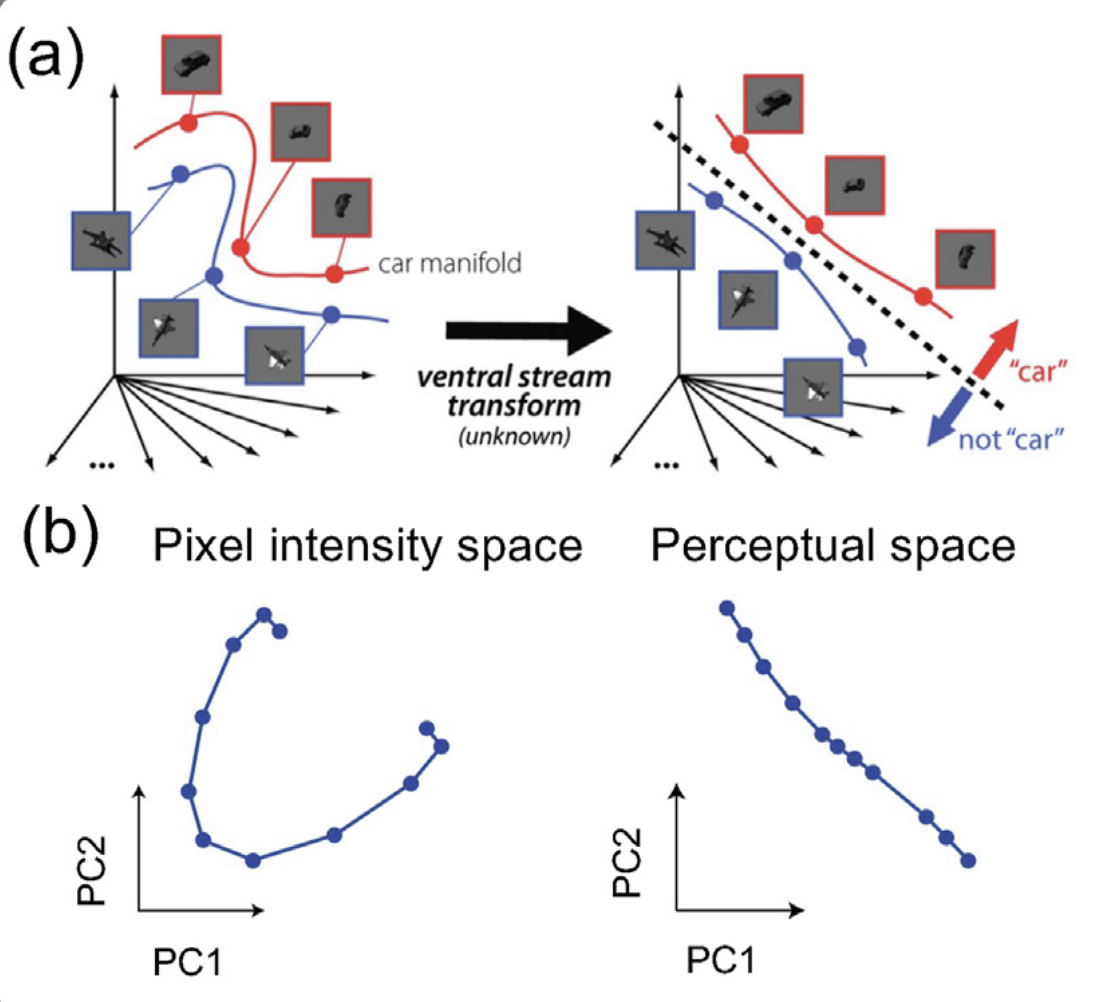 (a)
car manifold
ventral stream
transform
(unknown)
...
...
"car"
not "car"
(b)
Pixel intensity space
Perceptual space
PC2
PC1
PC2
PC1